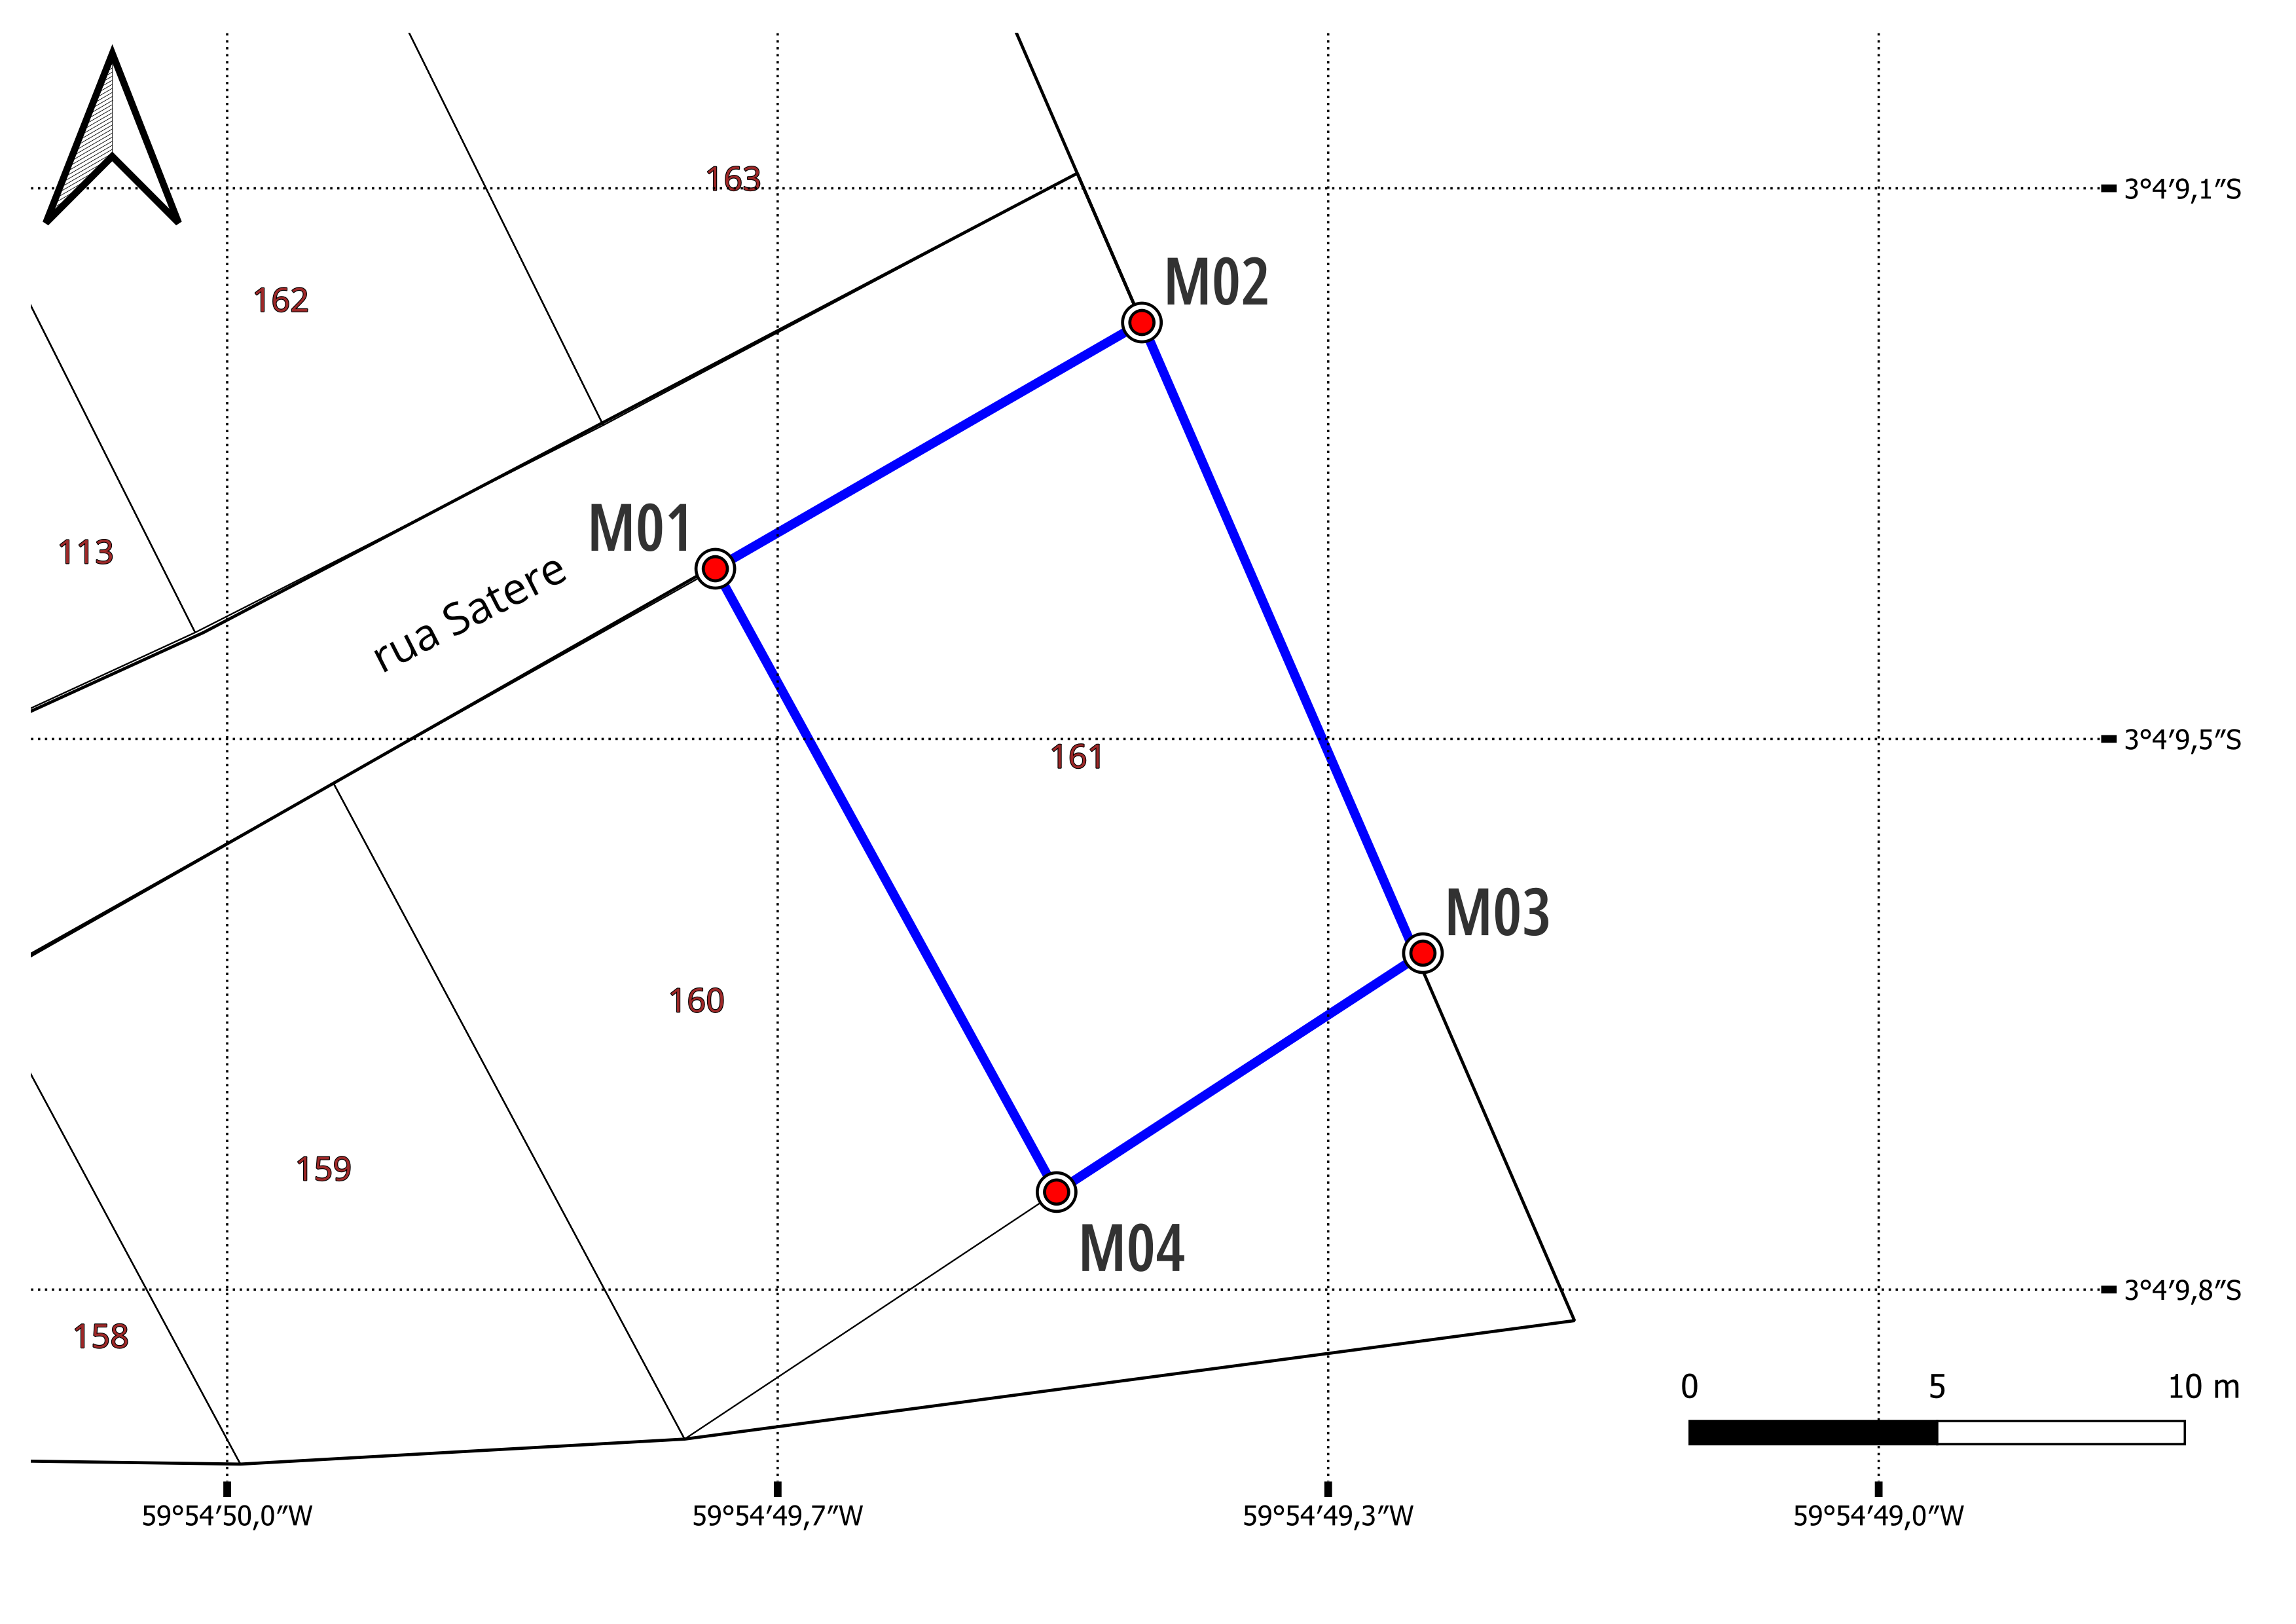 163
3°4′9,1″S
M02
162
M01
113
rua Satere
3°4′9,5″S
161
M03
160
159
M04
3°4′9,8″S
158
0 5 10 m
59°54′50,0″W 59°54′49,7″W 59°54′49,3″W 59°54′49,0″W